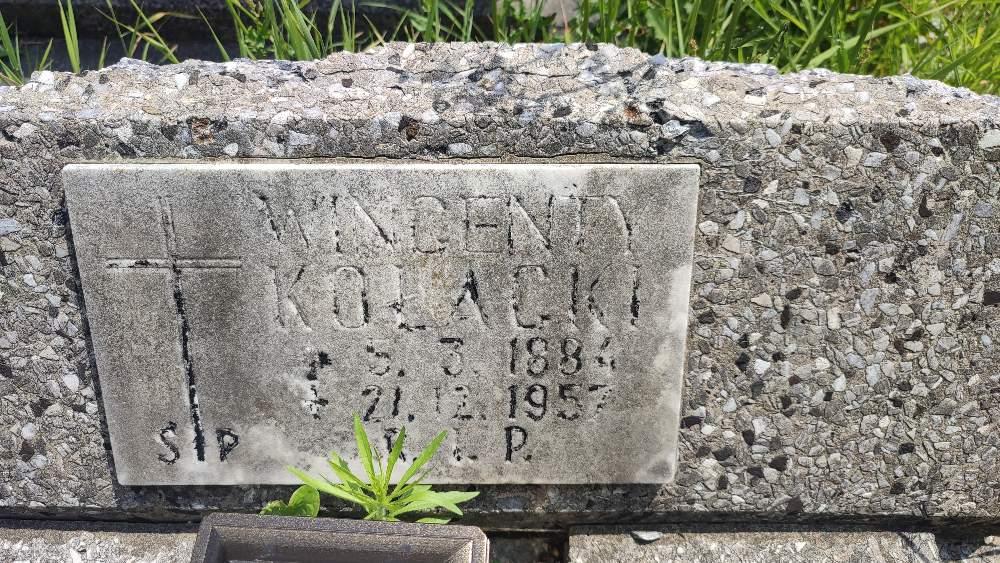 WINCENTY
KOŁACKI
5. 3. 1884
21. 12. 1957
S P
R. I. P.